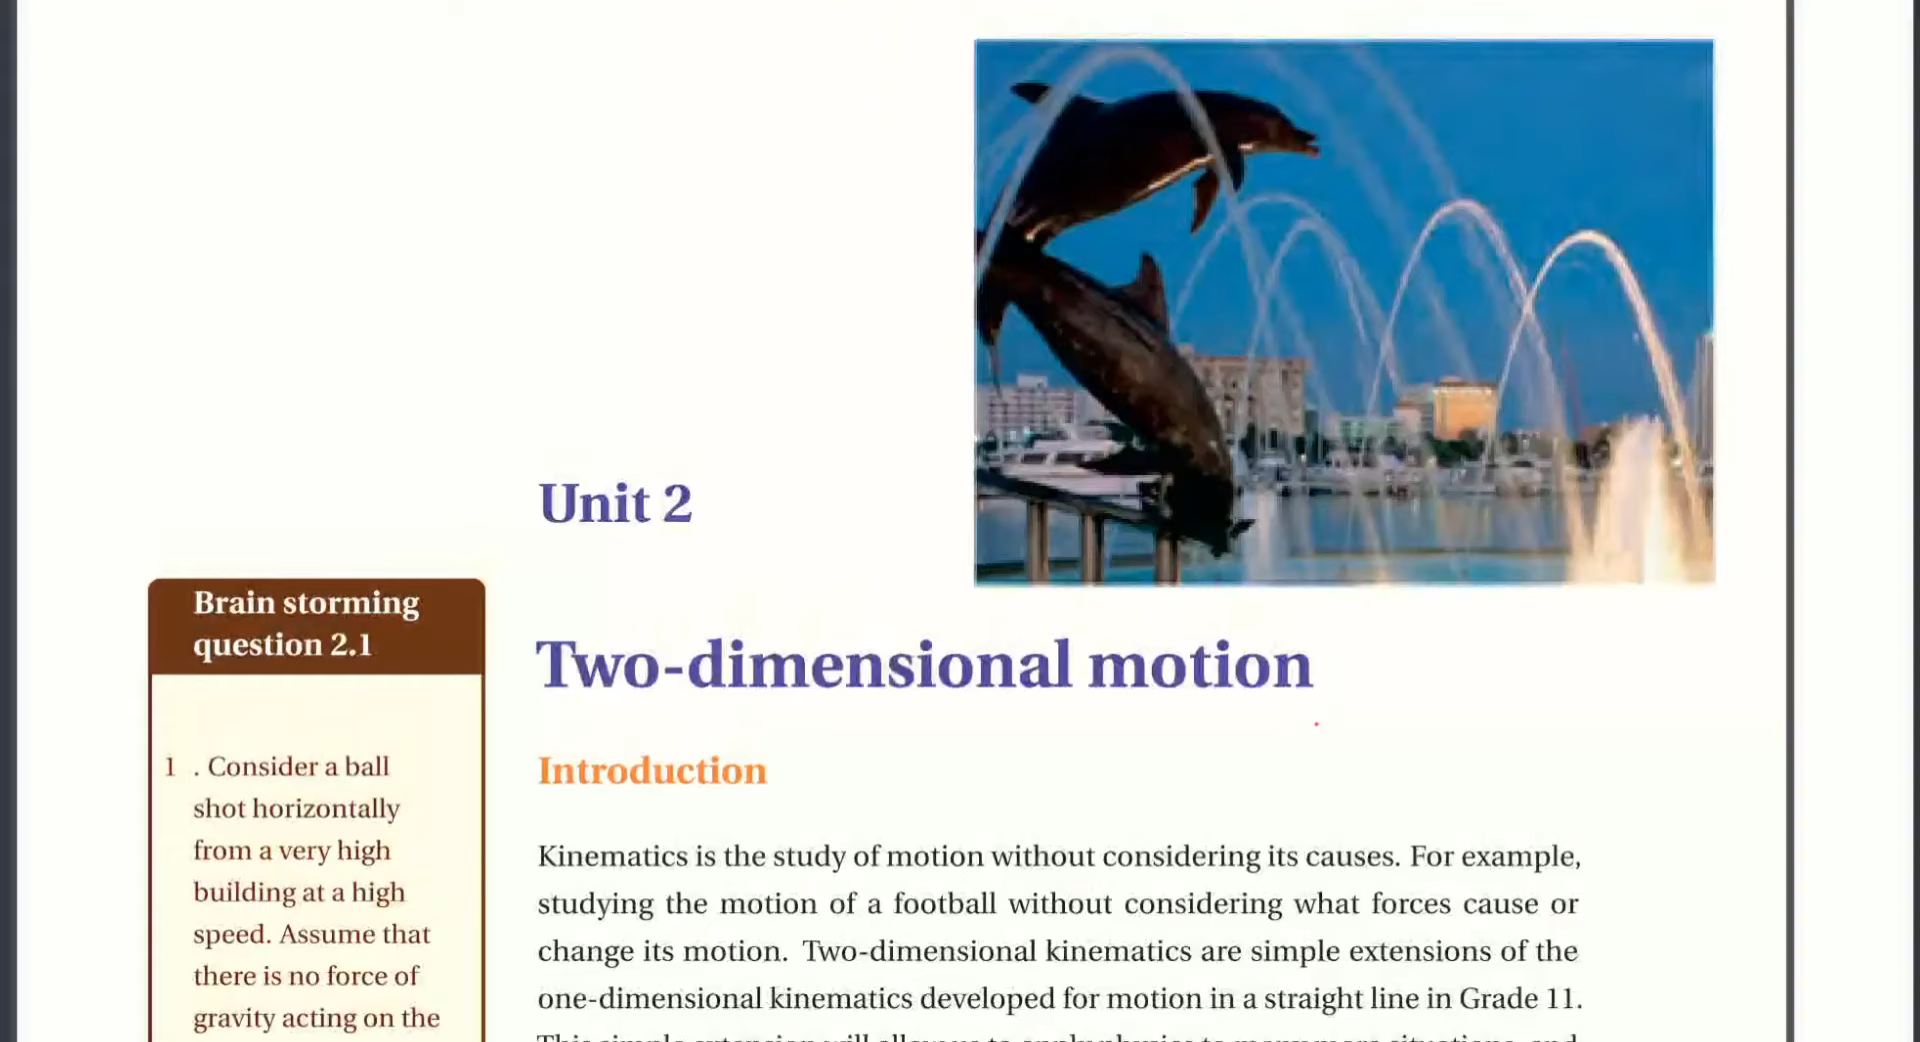 Unit 2
Two-dimensional motion
Introduction
Kinematics is the study of motion without considering its causes. For example,
studying the motion of a football without considering what forces cause or
change its motion. Two-dimensional kinematics are simple extensions of the
one-dimensional kinematics developed for motion in a straight line in Grade 11.
Brain storming
question 2.1
1 . Consider a ball
shot horizontally
from a very high
building at a high
speed. Assume that
there is no force of
gravity acting on the